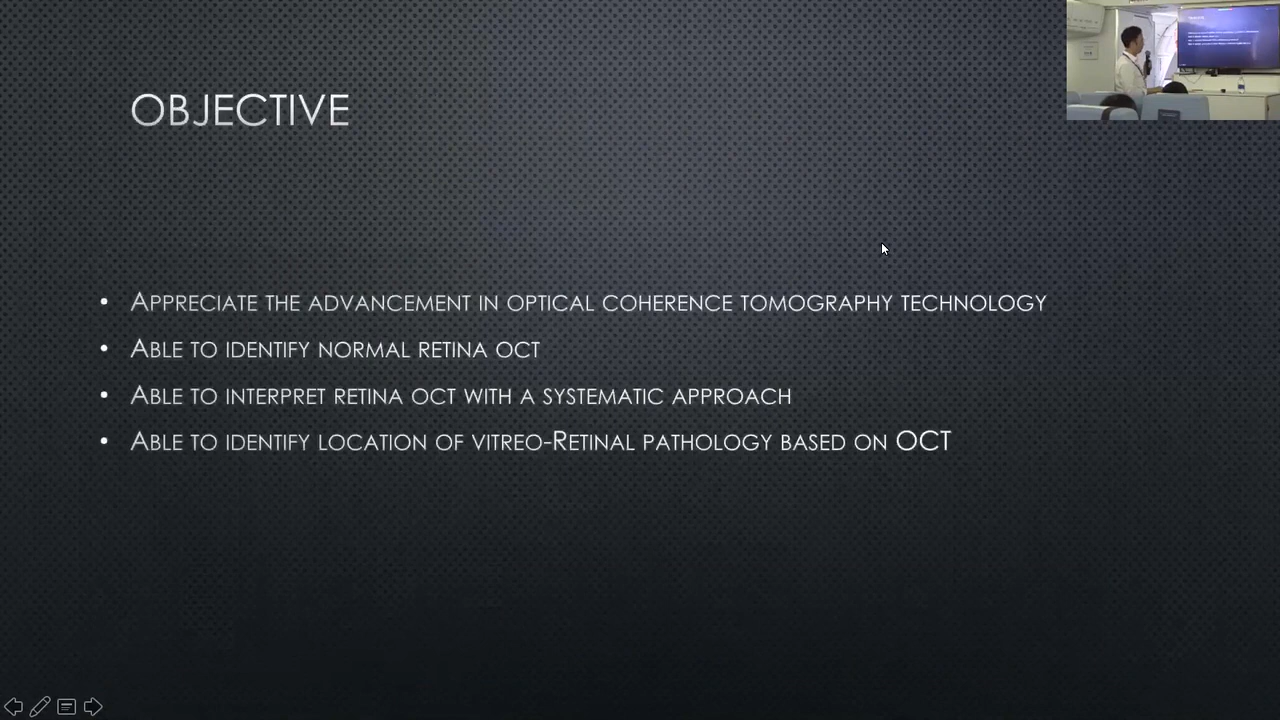 OBJECTIVE
• APPRECIATE THE ADVANCEMENT IN OPTICAL COHERENCE TOMOGRAPHY TECHNOLOGY
• ABLE TO IDENTIFY NORMAL RETINA OCT
• ABLE TO INTERPRET RETINA OCT WITH A SYSTEMATIC APPROACH
• ABLE TO IDENTIFY LOCATION OF VITREO-RETINAL PATHOLOGY BASED ON OCT